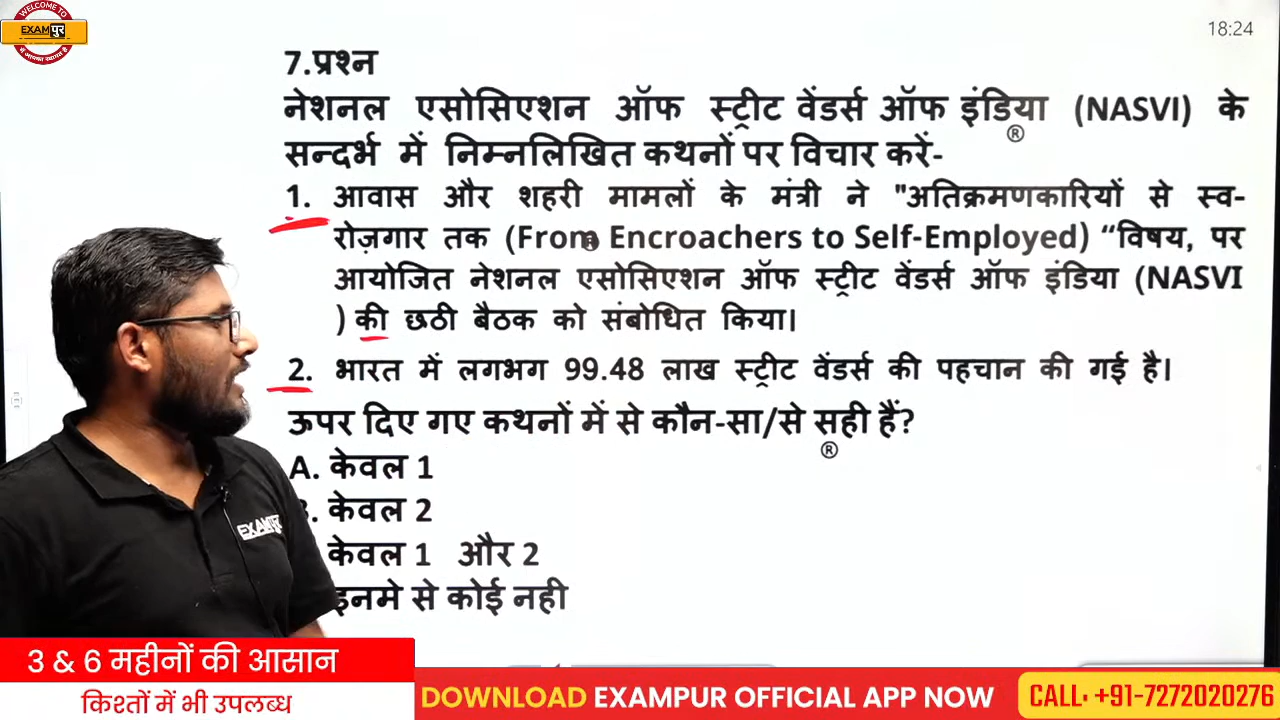 WELCOME TO
EXAMपुर
18:24
7.प्रश्न
नेशनल एसोसिएशन ऑफ स्ट्रीट वेंडर्स ऑफ इंडिया (NASVI) के
सन्दर्भ में निम्नलिखित कथनों पर विचार करें-
1. आवास और शहरी मामलों के मंत्री ने "अतिक्रमणकारियों से स्व-
रोज़गार तक (From Encroachers to Self-Employed) “विषय, पर
आयोजित नेशनल एसोसिएशन ऑफ स्ट्रीट वेंडर्स ऑफ इंडिया (NASVI
) की छठी बैठक को संबोधित किया।
2. भारत में लगभग 99.48 लाख स्ट्रीट वेंडर्स की पहचान की गई है।
ऊपर दिए गए कथनों में से कौन-सा/से सही हैं?
A. केवल 1
. केवल 2
केवल 1 और 2
इनमे से कोई नही
EXAMपुर
3 & 6 महीनों की आसान
किश्तों में भी उपलब्ध
DOWNLOAD EXAMPUR OFFICIAL APP NOW
CALL: +91-7272020276